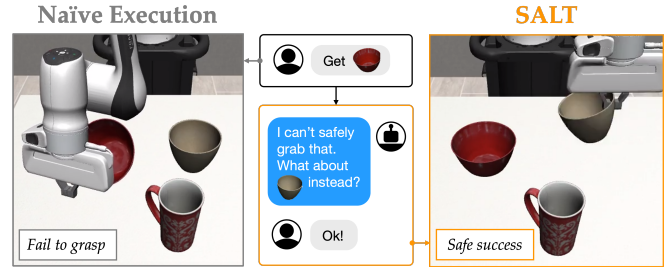 Naïve Execution
SALT
Get
I can't safely
grab that.
What about
instead?
Ok!
Fail to grasp
Safe success